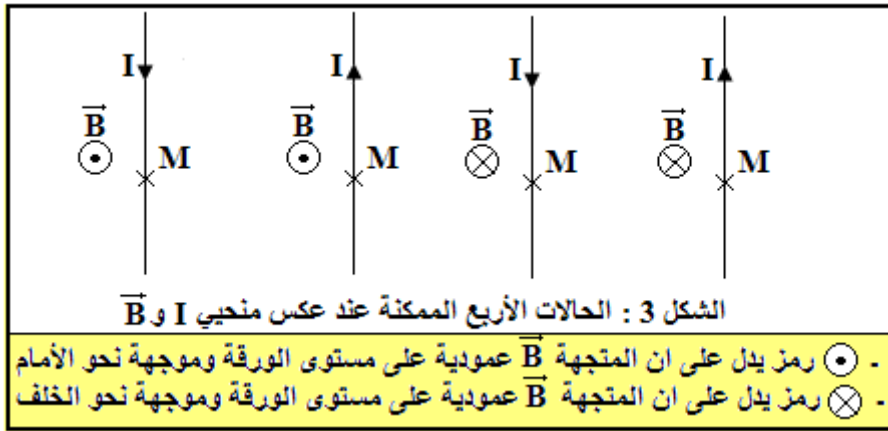 I I I I
B B B B
M M M M
الشكل 3 : الحالات الأربع الممكنة عند عكس منحيي I و B
- رمز يدل على ان المتجهة B عمودية على مستوى الورقة وموجهة نحو الأمام
- رمز يدل على ان المتجهة B عمودية على مستوى الورقة وموجهة نحو الخلف